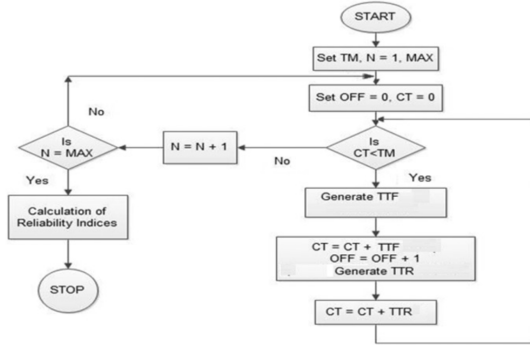 START
Set TM, N = 1, MAX
Set OFF = 0, CT = 0
Is
CT<TM
No
Yes
N = N + 1
Is
N = MAX
No
Yes
Calculation of
Reliability Indices
STOP
Generate TTF
CT = CT + TTF
OFF = OFF + 1
Generate TTR
CT = CT + TTR